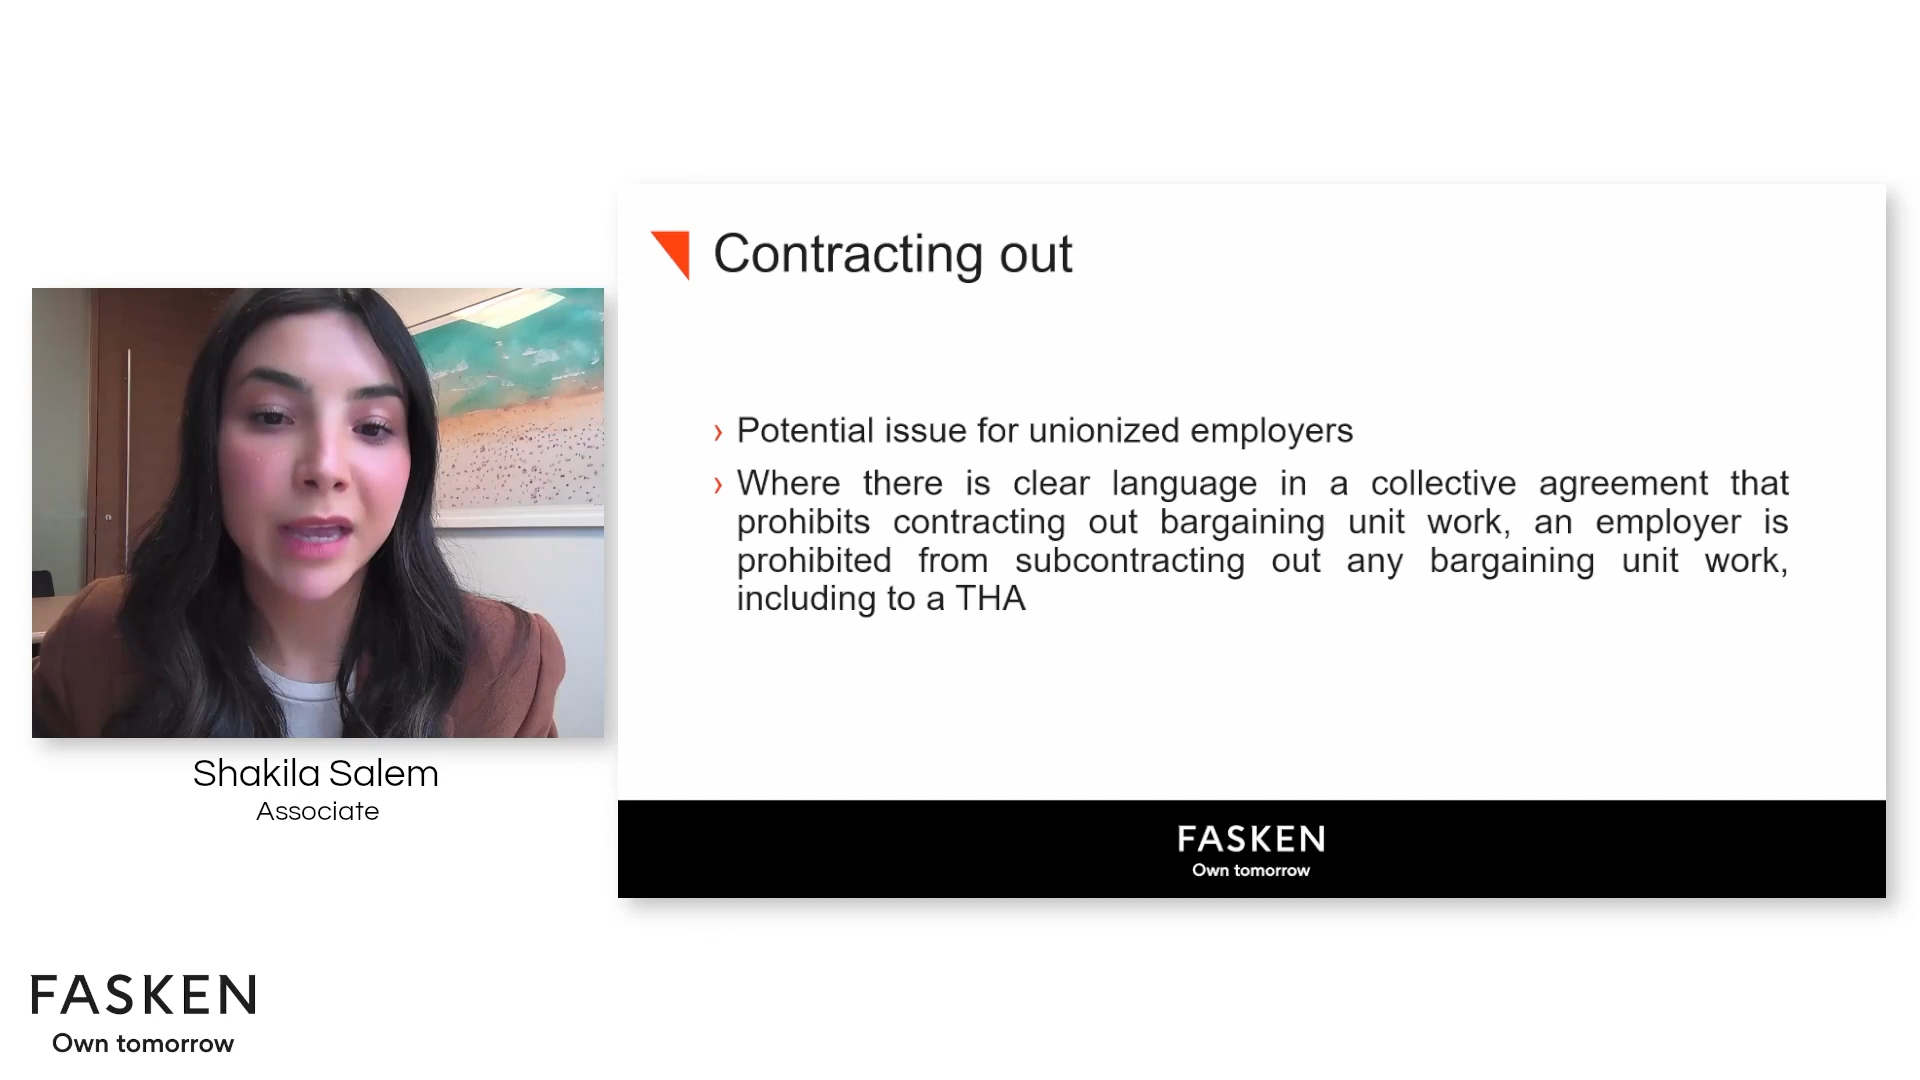 Contracting out
› Potential issue for unionized employers
› Where there is clear language in a collective agreement that
prohibits contracting out bargaining unit work, an employer is
prohibited from subcontracting out any bargaining unit work,
including to a THA
Shakila Salem
Associate
FASKEN
Own tomorrow
FASKEN
Own tomorrow